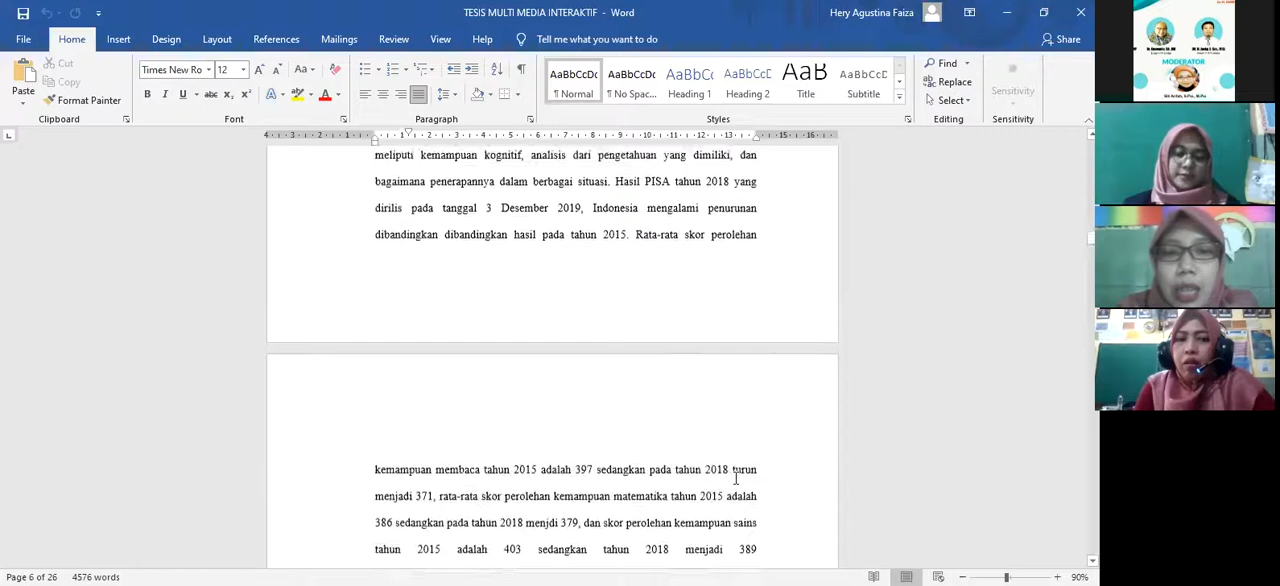 TESIS MULTI MEDIA INTERAKTIF - Word
Hery Agustina Faiza
File Home Insert Design Layout References Mailings Review View Help Tell me what you want to do Share
Paste
Cut
Copy
Format Painter
Clipboard
Times New Ro 12
Font
Paragraph
AaBbCcDc AaBbCcDc AaBbCc AaBbCcD AaB AaBbCcD
¶ Normal ¶ No Spac... Heading 1 Heading 2 Title Subtitle
Styles
Find
Replace
Select
Editing
Sensitivity
Sensitivity
meliputi kemampuan kognitif, analisis dari pengetahuan yang dimiliki, dan
bagaimana penerapannya dalam berbagai situasi. Hasil PISA tahun 2018 yang
dirilis pada tanggal 3 Desember 2019, Indonesia mengalami penurunan
dibandingkan dibandingkan hasil pada tahun 2015. Rata-rata skor perolehan
kemampuan membaca tahun 2015 adalah 397 sedangkan pada tahun 2018 turun
menjadi 371, rata-rata skor perolehan kemampuan matematika tahun 2015 adalah
386 sedangkan pada tahun 2018 menjdi 379, dan skor perolehan kemampuan sains
tahun 2015 adalah 403 sedangkan tahun 2018 menjadi 389
Page 6 of 26 4576 words
90%
MODERATOR